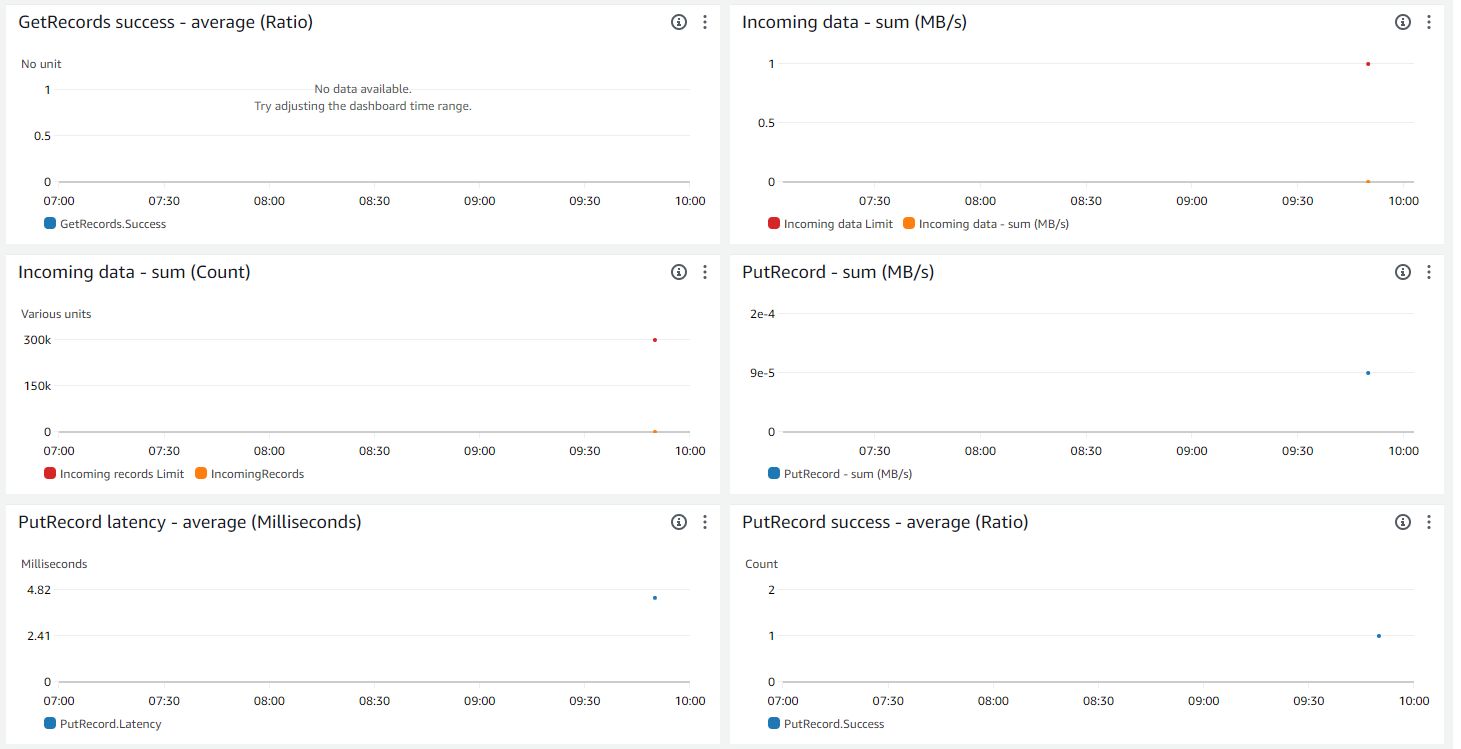 GetRecords success - average (Ratio)
No unit
No data available.
Try adjusting the dashboard time range.
1
0.5
0
07:00 07:30 08:00 08:30 09:00 09:30 10:00
GetRecords.Success
Incoming data - sum (MB/s)
1
0.5
0
07:30 08:00 08:30 09:00 09:30 10:00
Incoming data Limit Incoming data - sum (MB/s)
Incoming data - sum (Count)
Various units
300k
150k
0
07:00 07:30 08:00 08:30 09:00 09:30 10:00
Incoming records Limit IncomingRecords
PutRecord - sum (MB/s)
2e-4
9e-5
0
07:30 08:00 08:30 09:00 09:30 10:00
PutRecord - sum (MB/s)
PutRecord latency - average (Milliseconds)
Milliseconds
4.82
2.41
0
07:00 07:30 08:00 08:30 09:00 09:30 10:00
PutRecord.Latency
PutRecord success - average (Ratio)
Count
2
1
0
07:00 07:30 08:00 08:30 09:00 09:30 10:00
PutRecord.Success